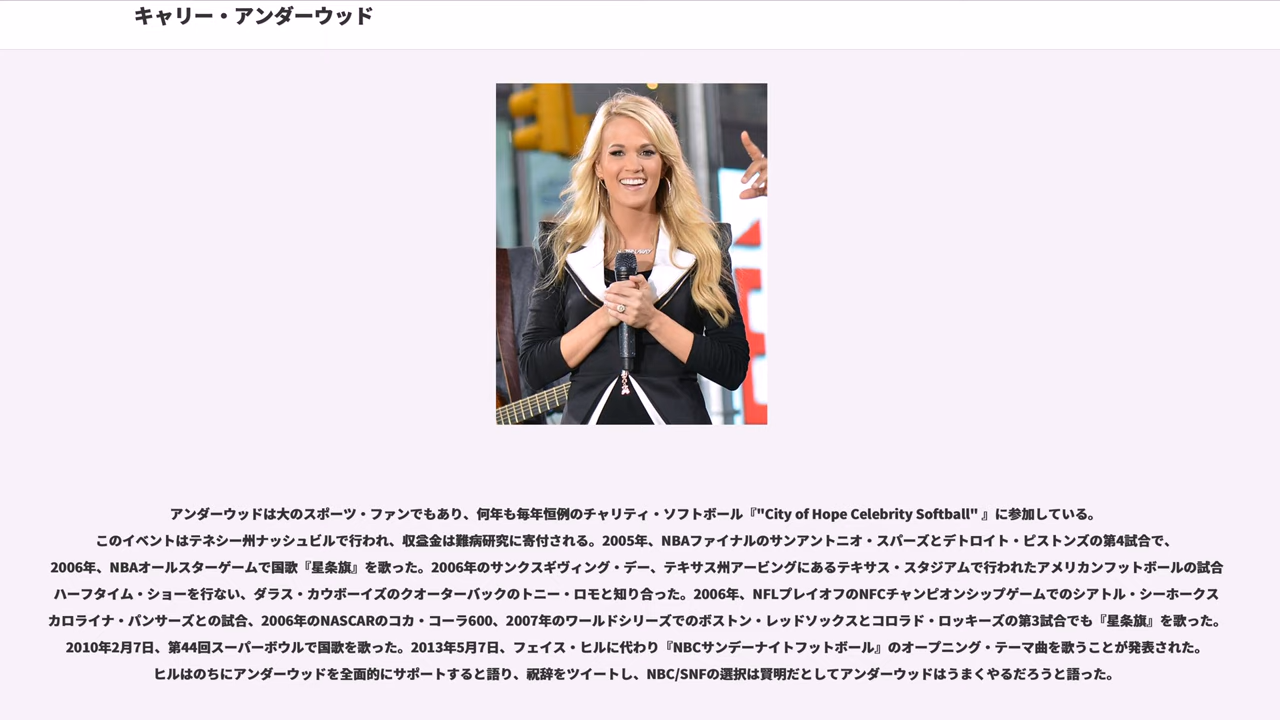 キャリー・アンダーウッド
アンダーウッドは大のスポーツ・ファンでもあり、何年も毎年恒例のチャリティ・ソフトボール『"City of Hope Celebrity Softball" 』に参加している。
このイベントはテネシー州ナッシュビルで行われ、収益金は難病研究に寄付される。2005年、NBAファイナルのサンアントニオ・スパーズとデトロイト・ピストンズの第4試合で、
2006年、NBAオールスターゲームで国歌『星条旗』を歌った。2006年のサンクスギヴィング・デー、テキサス州アービングにあるテキサス・スタジアムで行われたアメリカンフットボールの試合
ハーフタイム・ショーを行ない、ダラス・カウボーイズのクオーターバックのトニー・ロモと知り合った。2006年、NFLプレイオフのNFCチャンピオンシップゲームでのシアトル・シーホークス
カロライナ・パンサーズとの試合、2006年のNASCARのコカ・コーラ600、2007年のワールドシリーズでのボストン・レッドソックスとコロラド・ロッキーズの第3試合でも『星条旗』を歌った。
2010年2月7日、第44回スーパーボウルで国歌を歌った。2013年5月7日、フェイス・ヒルに代わり『NBCサンデーナイトフットボール』のオープニング・テーマ曲を歌うことが発表された。
ヒルはのちにアンダーウッドを全面的にサポートすると語り、祝辞をツイートし、NBC/SNFの選択は賢明だとしてアンダーウッドはうまくやるだろうと語った。